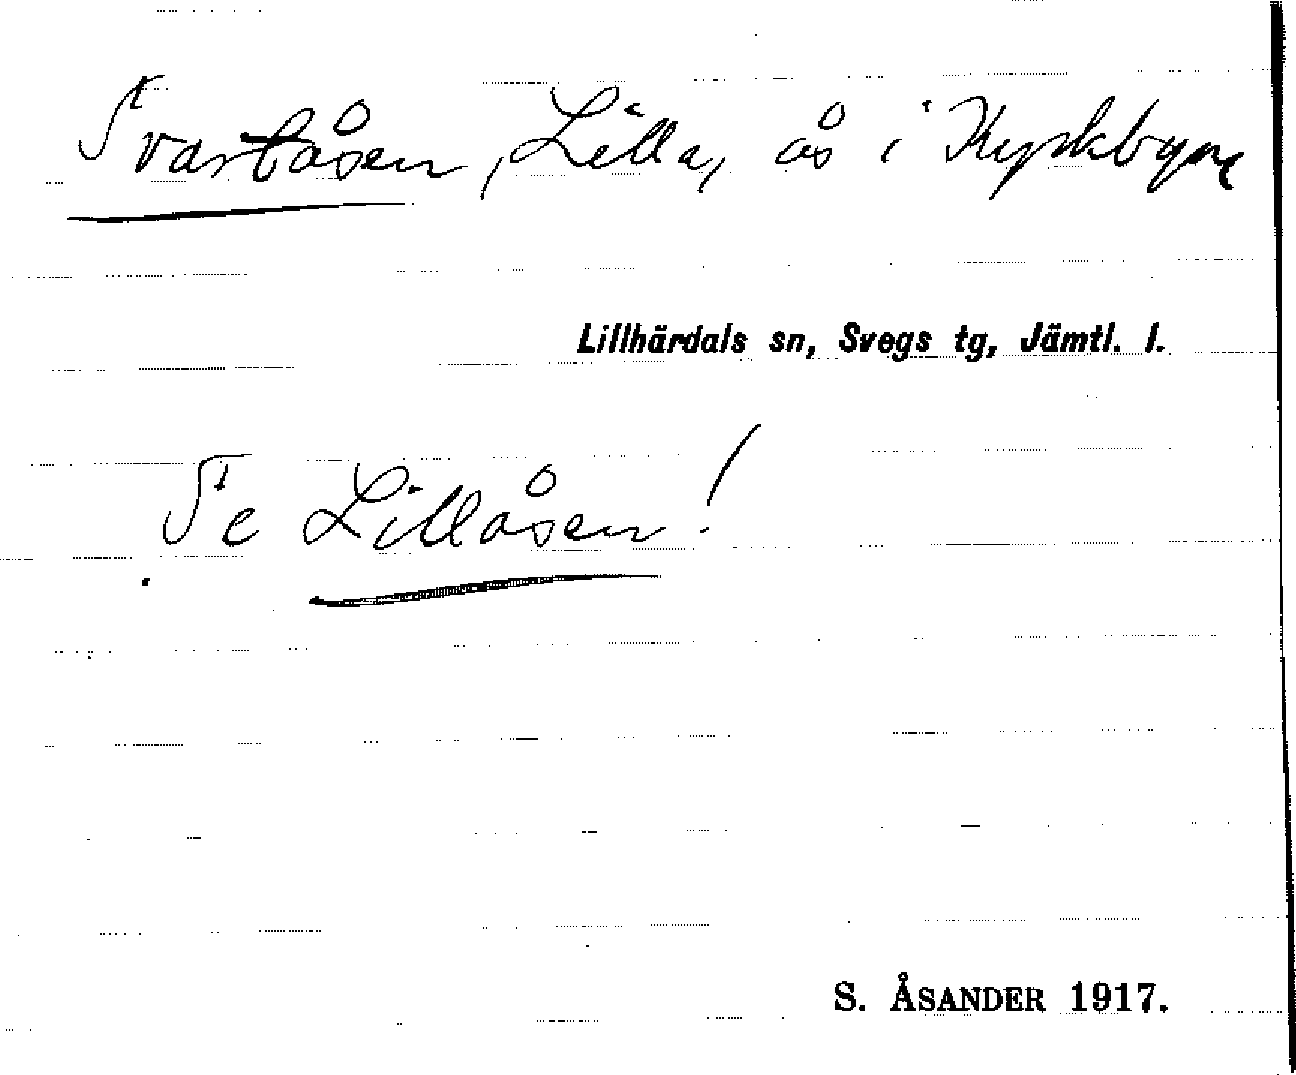 Svartåsen, Lilla, ås i Kyrkbyn
Lillhärdals sn, Svegs tg, Jämtl. l.
Se Lillåsen!
S. ÅSANDER 1917.